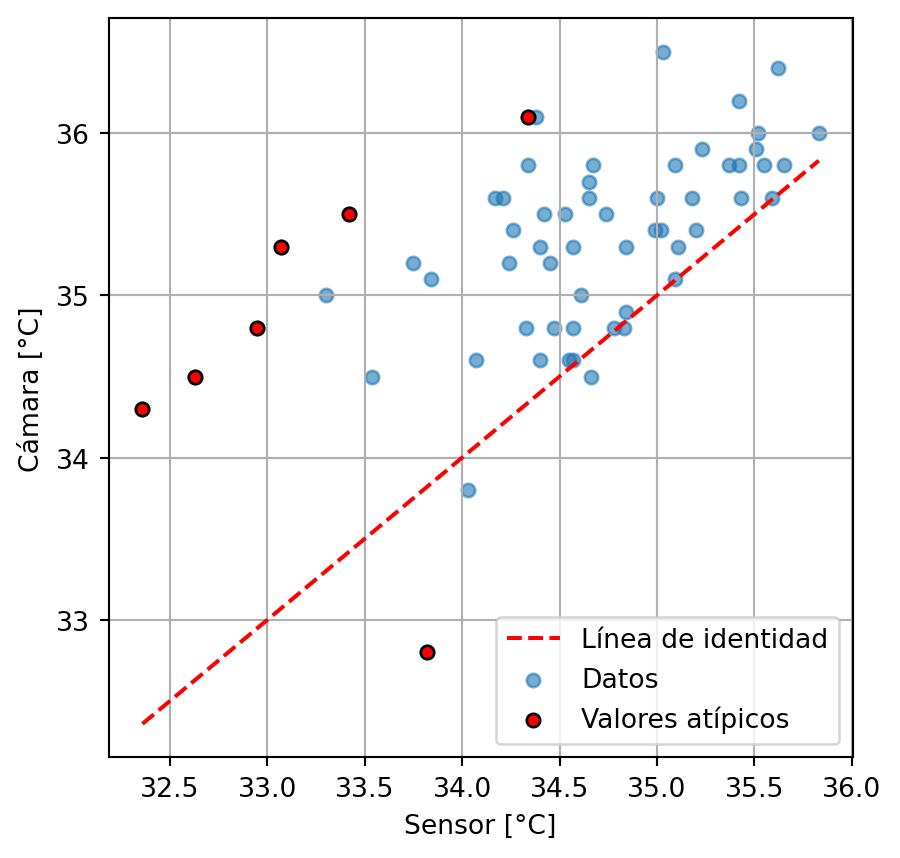 36
35
34
33
Cámara [°C]
Línea de identidad
Datos
Valores atípicos
32.5 33.0 33.5 34.0 34.5 35.0 35.5 36.0
Sensor [°C]